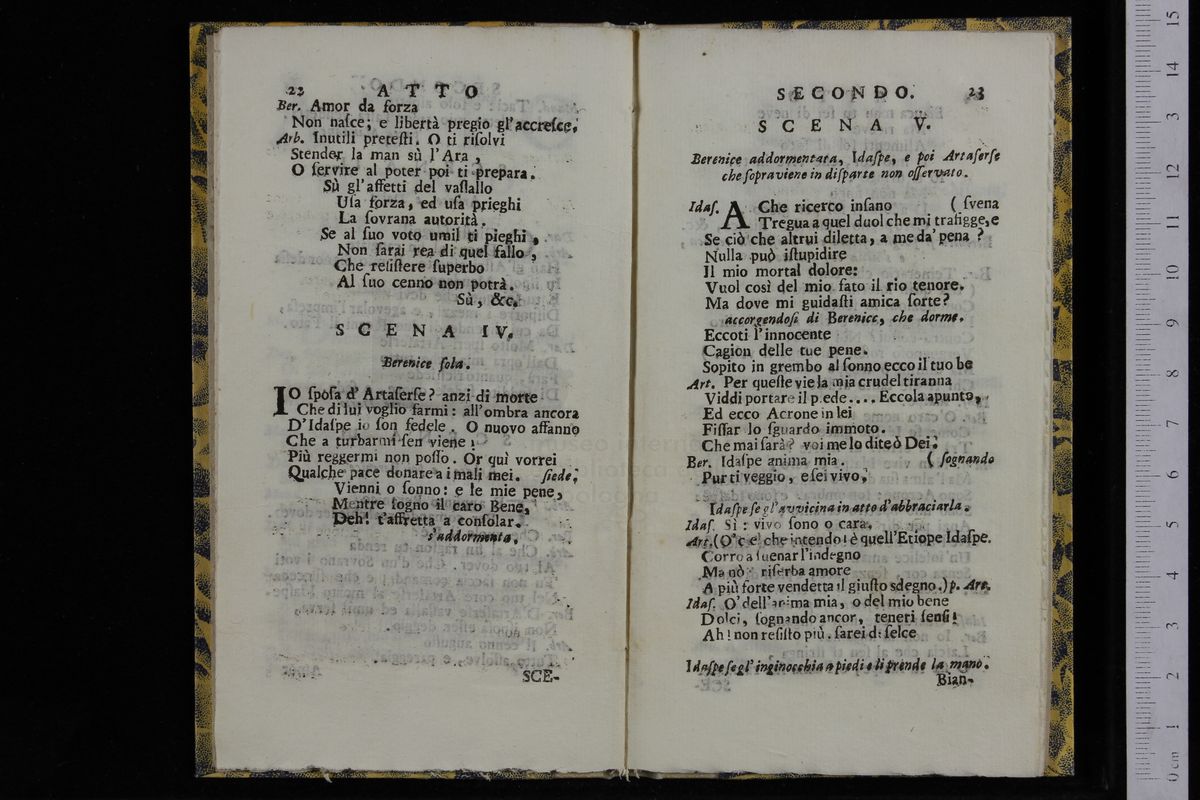 22 ATTO
Ber. Amor da forza
Non naſce; e libertà pregio gl'accreſce.
Arb. Inutili preteſti. O ti riſolvi
Stender la man sù l'Ara,
O ſervire al poter poi ti prepara.
Sù gl'affetti del vaſſallo
Uſa forza, ed uſa prieghi
La ſovrana autorità.
Se al ſuo voto umil ti pieghi,
Non ſarai rea di quel fallo,
Che reſiſtere ſuperbo
Al ſuo cenno non potrà.
Sù, &c.
SCENA IV.
Berenice ſola.
IO ſpoſa d'Artaſerſe? anzi di morte
Che di lui voglio farmi: all'ombra ancora
D'Idaſpe io ſon fedele. O nuovo affanno
Che a turbarmi ſen viene!
Più reggermi non poſſo. Or quì vorrei
Qualche pace donare a i mali mei. ſiede.
Vienni o ſonno: e le mie pene,
Mentre ſogno il caro Bene,
Deh! t'affretta a conſolar.
s'addormenta.
SCE-
SECONDO. 23
SCENA V.
Berenice addormentata, Idaſpe, e poi Artaſerſe
che ſopraviene in diſparte non oſſervato.
Idaſ. A Che ricerco inſano ( ſvena
Tregua a quel duol che mi trafigge, e
Se ciò che altrui diletta, a me da' pena?
Nulla può iſtupidire
Il mio mortal dolore:
Vuol così del mio fato il rio tenore.
Ma dove mi guidaſti amica ſorte?
accorgendoſi di Berenice, che dorme.
Eccoti l'innocente
Cagion delle tue pene.
Sopito in grembo al ſonno ecco il tuo be
Art. Per queſte vie la mia crudel tiranna
Viddi portare il piede.... Eccola apunto,
Ed ecco Acrone in lei
Fiſſar lo ſguardo immoto.
Che mai ſarà? voi me lo dite ò Dei.
Ber. Idaſpe anima mia. ( ſognando
Pur ti veggio, e ſei vivo,
Idaſpe ſe gl'avvicina in atto d'abbraciarla.
Idaſ. Sì: vivo ſono o cara.
Art. (O' che intendo! è quell'Etiope Idaſpe.
Corro a ſuenar l'indegno
Ma nò: riſerba amore
A più forte vendetta il giuſto sdegno.) p. Art.
Idaſ. O' dell'anima mia, o del mio bene
Dolci, ſognando ancor, teneri ſenſi!
Ah! non reſiſto più. ſarei di ſelce
Idaſpe ſe gl'inginocchia a piedi e li prende la mano.
Bian-